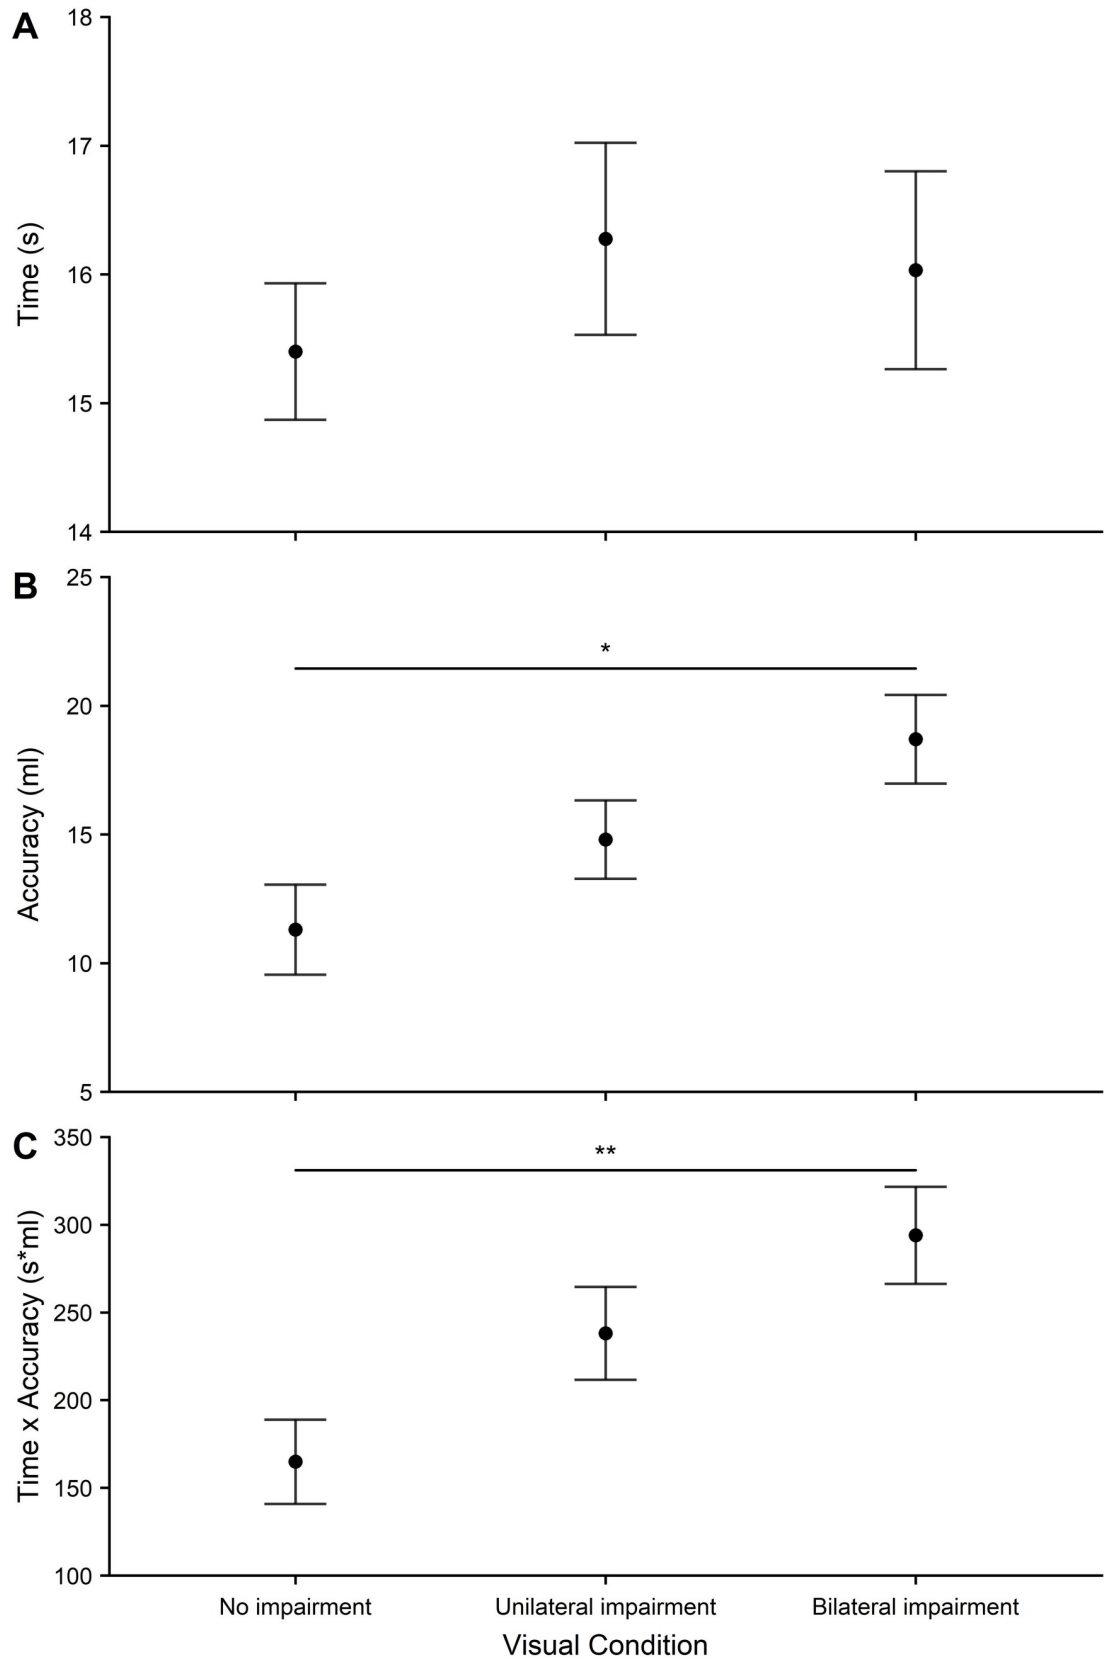 A
18
17
16
15
14
Time (s)
B
25
20
15
10
5
Accuracy (ml)
*
C
350
300
250
200
150
100
Time x Accuracy (s*ml)
**
No impairment
Unilateral impairment
Bilateral impairment
Visual Condition